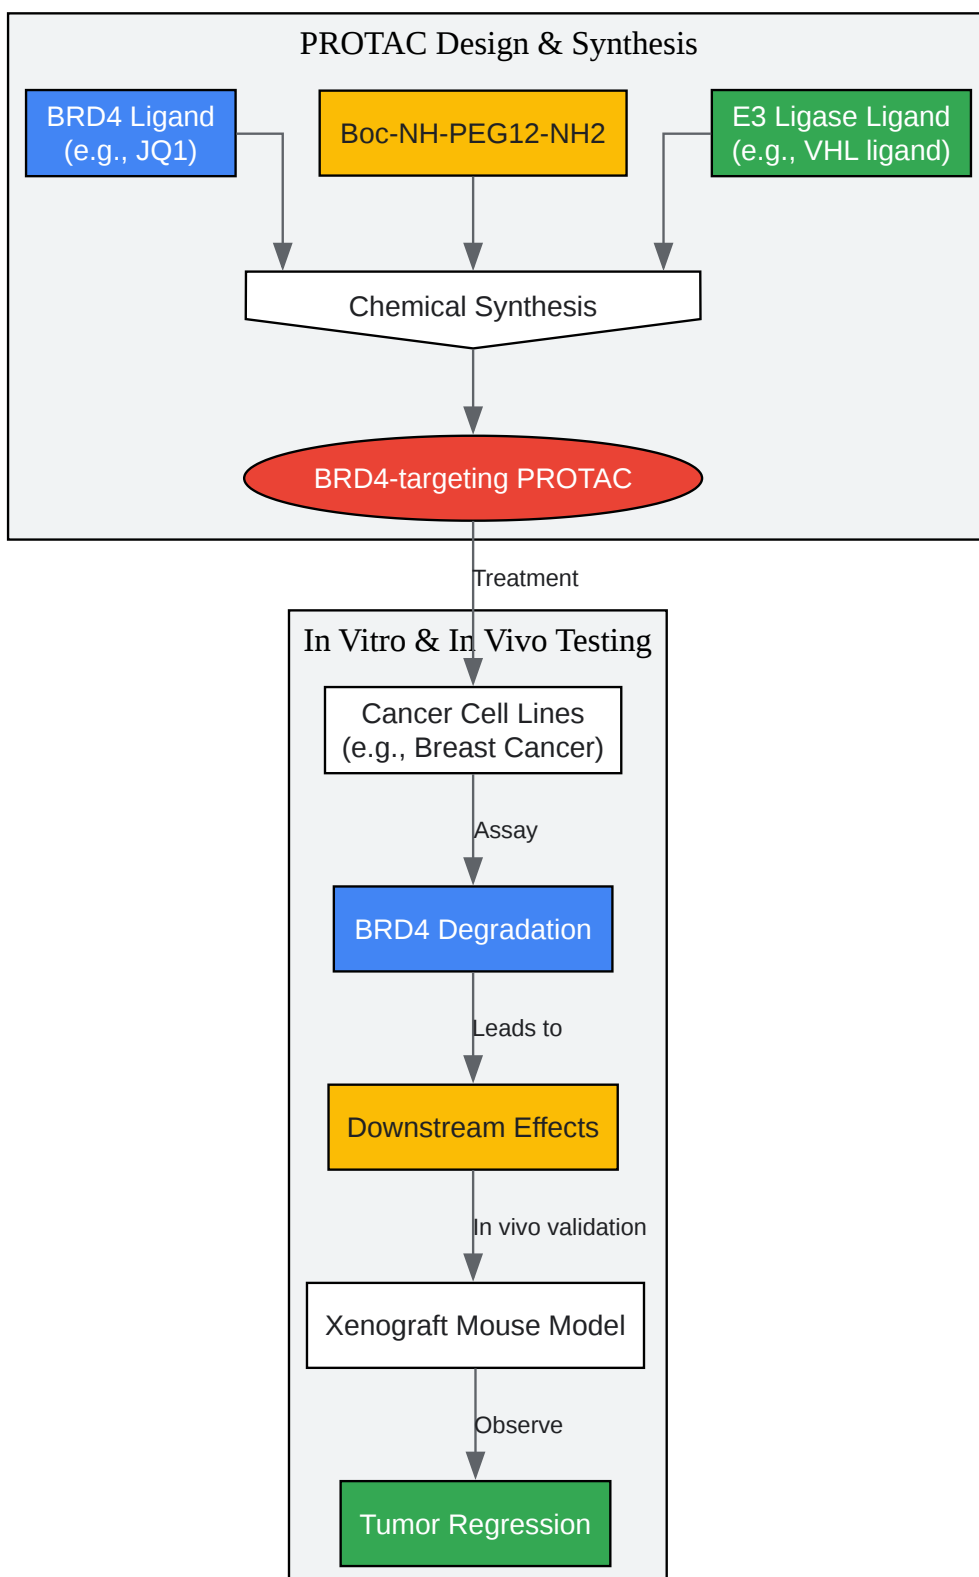 PROTAC Design & Synthesis
BRD4 Ligand
(e.g., JQ1)
Boc-NH-PEG12-NH2
E3 Ligase Ligand
(e.g., VHL ligand)
Chemical Synthesis
BRD4-targeting PROTAC
Treatment
In Vitro & In Vivo Testing
Cancer Cell Lines
(e.g., Breast Cancer)
Assay
BRD4 Degradation
Leads to
Downstream Effects
In vivo validation
Xenograft Mouse Model
Observe
Tumor Regression